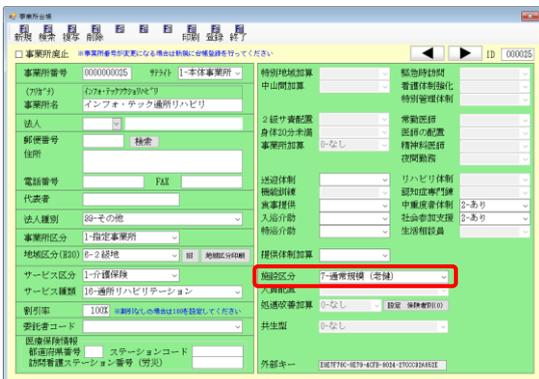 事業所台帳
新規 検索 複写 削除 印刷 登録 終了
事業所廃止 ※事業所番号が変更になる場合は新規に台帳登録を行ってください ID 000025
事業所番号 0000000025 サテライト 1-本体事業所
(フリガナ) インフォ・テックツウショリハビリ
事業所名 インフォ・テック通所リハビリ
法人
郵便番号 検索
住所
電話番号 FAX
代表者
法人種別 99-その他
事業所区分 1-指定事業所
地域区分(H30) 6-2級地 旧 地域区分印刷
サービス区分 1-介護保険
サービス種類 16-通所リハビリテーション
割引率 100% ※割引なしの場合は100を設定してください
委託者コード
医療保険情報
都道府県番号 ステーションコード
訪問看護ステーション番号 (労災)
特別地域加算 緊急時訪問
中山間加算 看護体制強化
特別管理体制
2級サ責配置 常勤医師
身体20分未満 医師の配置
事業所加算 0-なし 精神科医師
夜間勤務
送迎体制 リハビリ体制
機能訓練 認知症専門棟
食事提供 中重度者体制 2-あり
入浴介助 社会参加支援 2-あり
特浴介助 生活相談員
提供体制加算
施設区分 7-通常規模 (老健)
人員配置
処遇改善加算 0-なし 設定 保険者別(0)
共生型 0-なし
外部キー